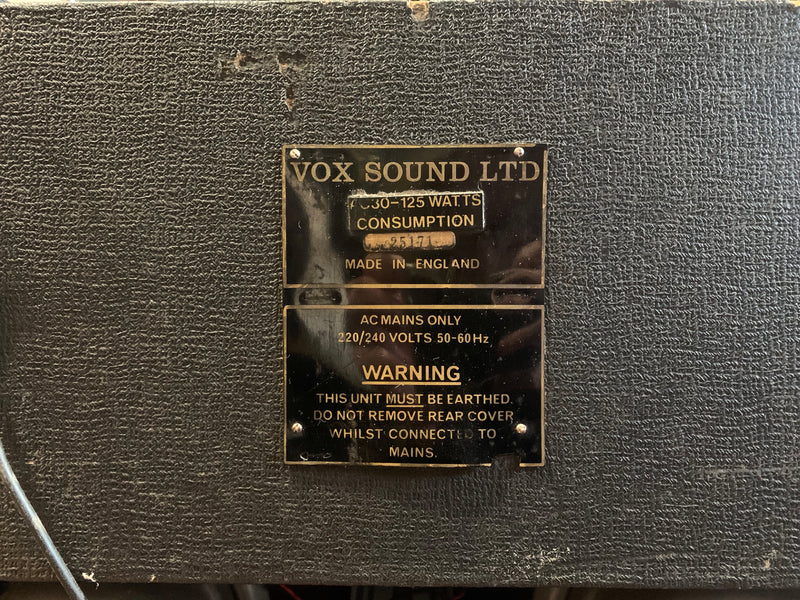 VOX SOUND LTD
AC30-125 WATTS
CONSUMPTION
25171
MADE IN ENGLAND
AC MAINS ONLY
220/240 VOLTS 50-60Hz
WARNING
THIS UNIT MUST BE EARTHED.
DO NOT REMOVE REAR COVER
WHILST CONNECTED TO
MAINS.